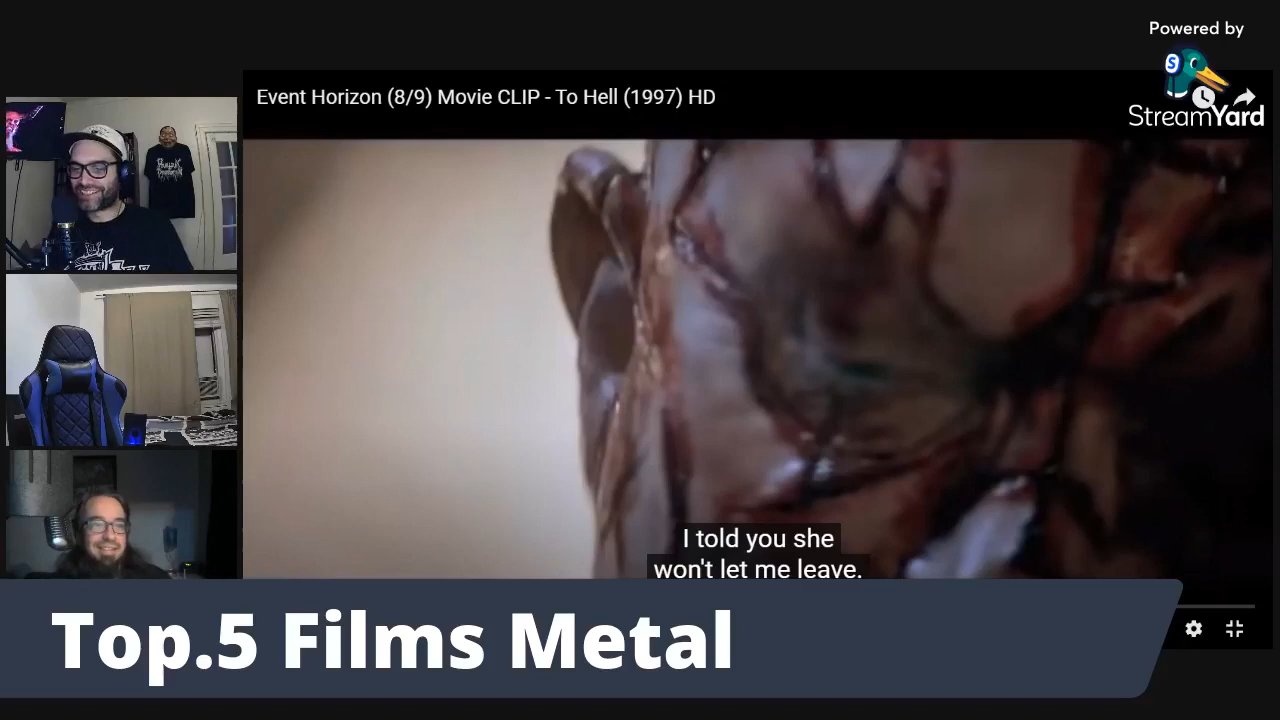 Powered by
StreamYard
Event Horizon (8/9) Movie CLIP - To Hell (1997) HD
I told you she
won't let me leave.
Top.5 Films Metal